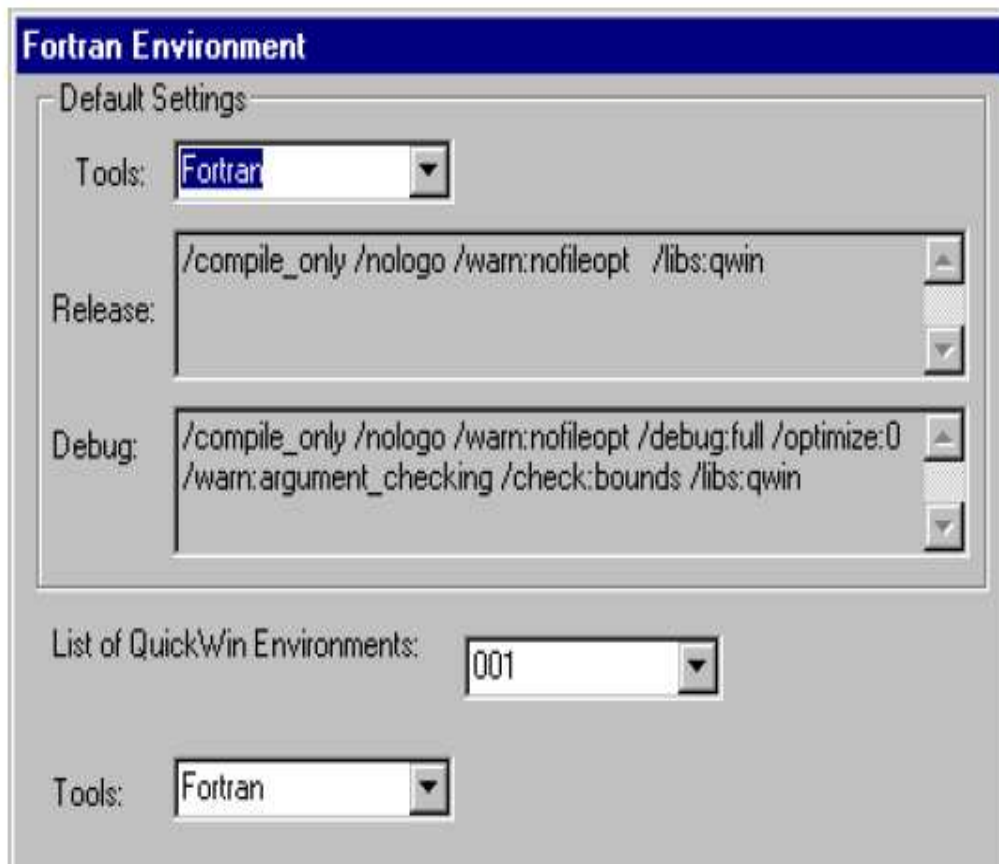 Fortran Environment
Default Settings
Tools: Fortran
Release: /compile_only /nologo /warn:nofileopt /libs:qwin
Debug: /compile_only /nologo /warn:nofileopt /debug:full /optimize:0
/warn:argument_checking /check:bounds /libs:qwin
List of QuickWin Environments: 001
Tools: Fortran